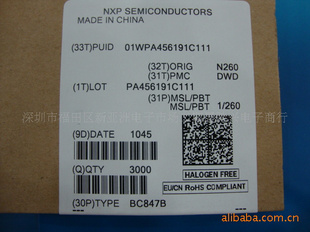 NXP SEMICONDUCTORS
MADE IN CHINA
(33T)PUID 01WPA456191C111
(32T)ORIG N260
(31T)PMC DWD
(1T)LOT PA456191C111
(31P)MSL/PBT
MSL/PBT 1/260
(9D)DATE 1045
HALOGEN FREE
(Q)QTY 3000
EU/CN RoHS COMPLIANT
(30P)TYPE BC847B
alibaba.com.cn